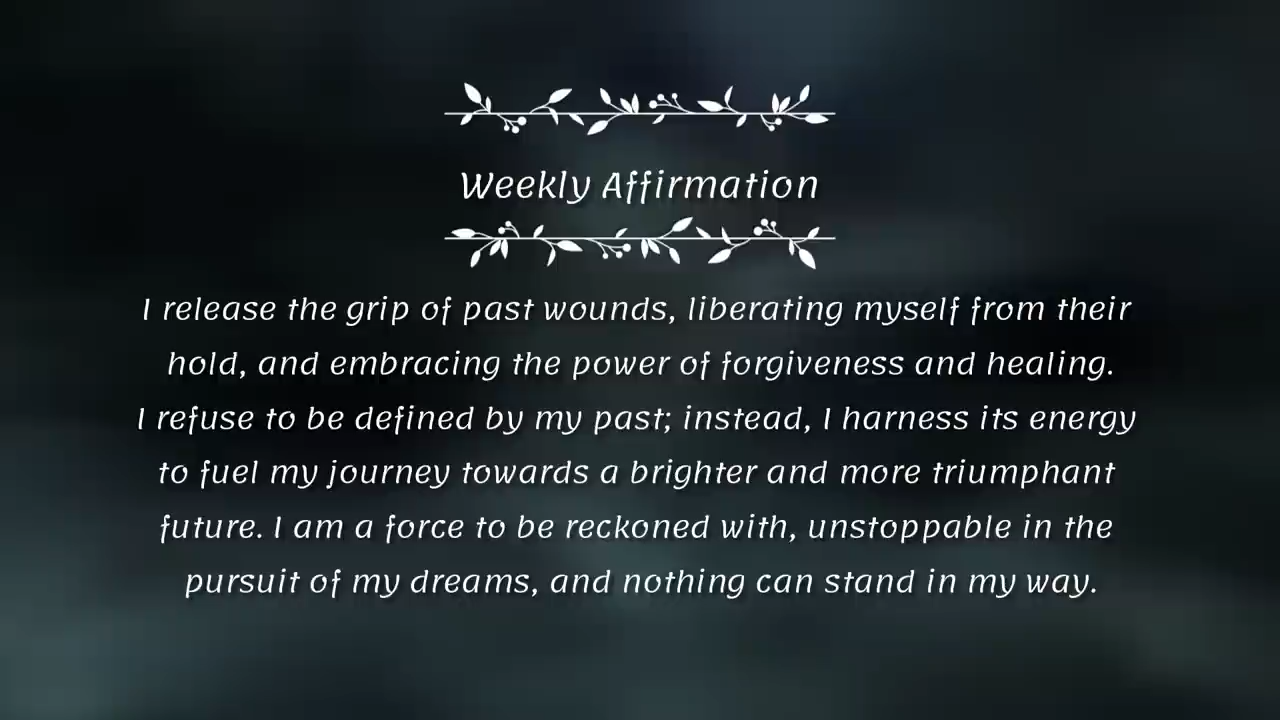 Weekly Affirmation
I release the grip of past wounds, liberating myself from their
hold, and embracing the power of forgiveness and healing.
I refuse to be defined by my past; instead, I harness its energy
to fuel my journey towards a brighter and more triumphant
future. I am a force to be reckoned with, unstoppable in the
pursuit of my dreams, and nothing can stand in my way.